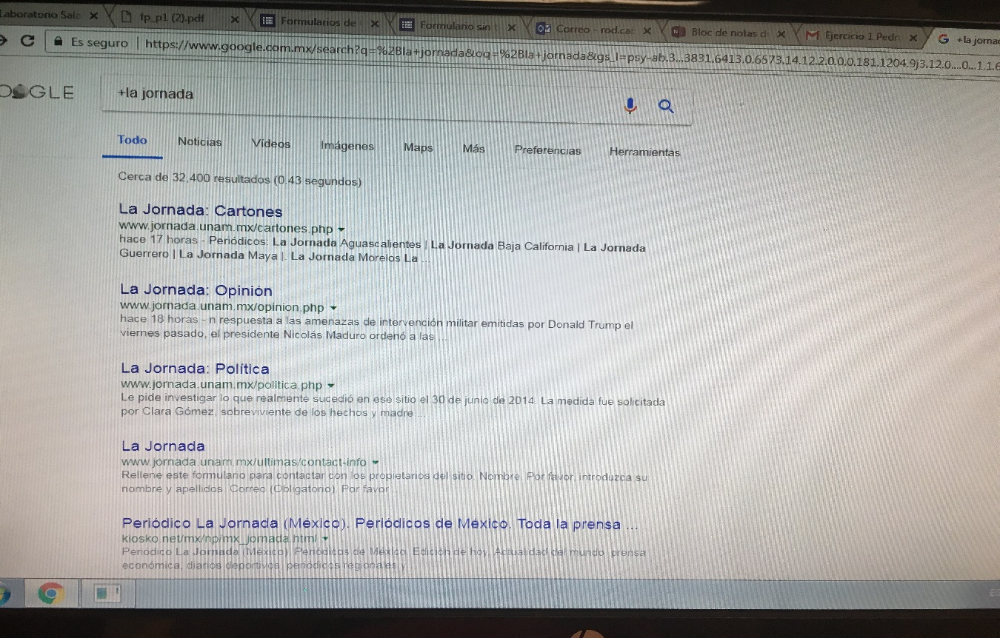 Laboratorio Sala
fp_p1 (2).pdf
Formularios de
Formulario sin t
Correo - rod.cab
Bloc de notas d
Ejercicio 1 Pedr
+la jornad
Es seguro | https://www.google.com.mx/search?q=%2Bla+jornada&oq=%2Bla+jornada&gs_l=psy-ab.3...3831.6413.0.6573.14.12.2.0.0.0.181.1204.9j3.12.0....0...1.1.6
GLE
+la jornada
Todo Noticias Vídeos Imágenes Maps Más Preferencias Herramientas
Cerca de 32,400 resultados (0.43 segundos)
La Jornada: Cartones
www.jornada.unam.mx/cartones.php
hace 17 horas - Periódicos: La Jornada Aguascalientes | La Jornada Baja California | La Jornada
Guerrero | La Jornada Maya |. La Jornada Morelos La ...
La Jornada: Opinión
www.jornada.unam.mx/opinion.php
hace 18 horas - n respuesta a las amenazas de intervención militar emitidas por Donald Trump el
viernes pasado, el presidente Nicolás Maduro ordenó a las ...
La Jornada: Política
www.jornada.unam.mx/politica.php
Le pide investigar lo que realmente sucedió en ese sitio el 30 de junio de 2014. La medida fue solicitada
por Clara Gómez, sobreviviente de los hechos y madre ...
La Jornada
www.jornada.unam.mx/ultimas/contact-info
Rellene este formulario para contactar con los propietarios del sitio. Nombre. Por favor, introduzca su
nombre y apellidos. Correo (Obligatorio). Por favor ...
Periódico La Jornada (México). Periódicos de México. Toda la prensa ...
kiosko.net/mx/np/mx_jornada.html
Periódico La Jornada (México). Periódicos de México. Edición de hoy. Actualidad del mundo, prensa
económica, diarios deportivos, periódicos regionales y ...
ES